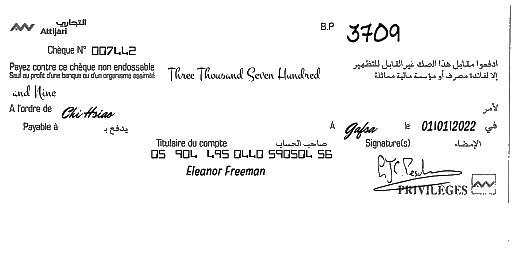 التجاري
Attijari
B.P 3709
Chèque N° 007442
Payez contre ce chèque non endossable
Sauf au profit d'une banque ou d'un organisme assimilé
Three Thousand Seven Hundred
ادفعوا مقابل هذا الصك غير القابل للتظهير
إلا لفائدة مصرف أو مؤسسة مالية مماثلة
and Nine
A l'ordre de Chi Hsiao
لأمر
Payable à يدفع بـ
A Gafsa le 01/01/2022 في
Titulaire du compte صاحب الحساب
Signature(s) الإمضاء
05 904 495 0440 590504 56
Eleanor Freeman
PRIVILEGES